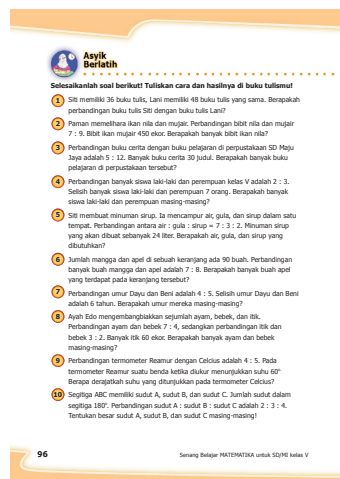 Asyik
Berlatih
Selesaikanlah soal berikut! Tuliskan cara dan hasilnya di buku tulismu!
1 Siti memiliki 36 buku tulis, Lani memiliki 48 buku tulis yang sama. Berapakah
perbandingan buku tulis Siti dengan buku tulis Lani?
2 Paman memelihara ikan nila dan mujair. Perbandingan bibit nila dan mujair
7 : 9. Bibit ikan mujair 450 ekor. Berapakah banyak bibit ikan nila?
3 Perbandingan buku cerita dengan buku pelajaran di perpustakaan SD Maju
Jaya adalah 5 : 12. Banyak buku cerita 30 judul. Berapakah banyak buku
pelajaran di perpustakaan tersebut?
4 Perbandingan banyak siswa laki-laki dan perempuan kelas V adalah 2 : 3.
Selisih banyak siswa laki-laki dan perempuan 7 orang. Berapakah banyak
siswa laki-laki dan perempuan masing-masing?
5 Siti membuat minuman sirup. Ia mencampur air, gula, dan sirup dalam satu
tempat. Perbandingan antara air : gula : sirup = 7 : 3 : 2. Minuman sirup
yang akan dibuat sebanyak 24 liter. Berapakah air, gula, dan sirup yang
dibutuhkan?
6 Jumlah mangga dan apel di sebuah keranjang ada 90 buah. Perbandingan
banyak buah mangga dan apel adalah 7 : 8. Berapakah banyak buah apel
yang terdapat pada keranjang tersebut?
7 Perbandingan umur Dayu dan Beni adalah 4 : 5. Selisih umur Dayu dan Beni
adalah 6 tahun. Berapakah umur mereka masing-masing?
8 Ayah Edo mengembangbiakkan sejumlah ayam, bebek, dan itik.
Perbandingan ayam dan bebek 7 : 4, sedangkan perbandingan itik dan
bebek 3 : 2. Banyak itik 60 ekor. Berapakah banyak ayam dan bebek
masing-masing?
9 Perbandingan termometer Reamur dengan Celcius adalah 4 : 5. Pada
termometer Reamur suatu benda ketika diukur menunjukkan suhu 60°
Berapa derajatkah suhu yang ditunjukkan pada termometer Celcius?
10 Segitiga ABC memiliki sudut A, sudut B, dan sudut C. Jumlah sudut dalam
segitiga 180°. Perbandingan sudut A : sudut B : sudut C adalah 2 : 3 : 4.
Tentukan besar sudut A, sudut B, dan sudut C masing-masing!
96 Senang Belajar MATEMATIKA untuk SD/MI kelas V